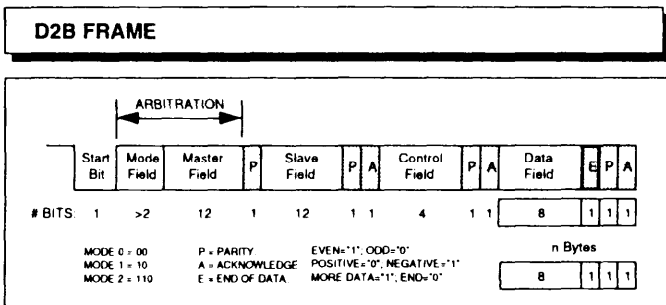 D2B FRAME
ARBITRATION
Start Bit Mode Field Master Field P Slave Field P A Control Field P A Data Field E P A
# BITS: 1 >2 12 1 12 1 1 4 1 1 8 1 1 1
MODE 0 = 00 P = PARITY EVEN="1"; ODD="0" n Bytes
MODE 1 = 10 A = ACKNOWLEDGE POSITIVE="0", NEGATIVE="1"
MODE 2 = 110 E = END OF DATA MORE DATA="1"; END="0" 8 1 1 1